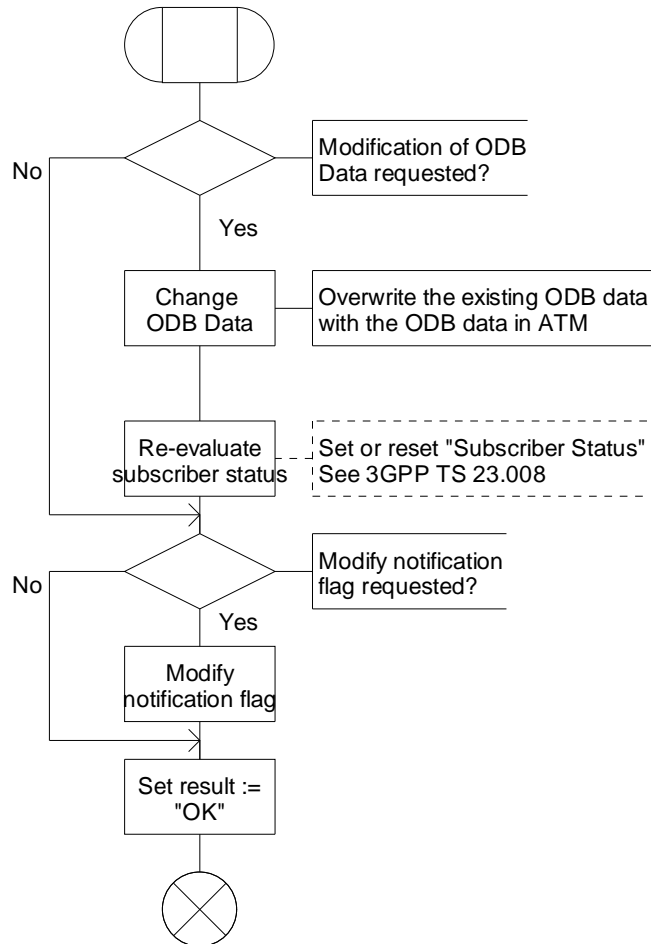 No
Modification of ODB
Data requested?
Yes
Change
ODB Data
Overwrite the existing ODB data
with the ODB data in ATM
Re-evaluate
subscriber status
Set or reset "Subscriber Status"
See 3GPP TS 23.008
Modify notification
flag requested?
No
Yes
Modify
notification flag
Set result :=
"OK"